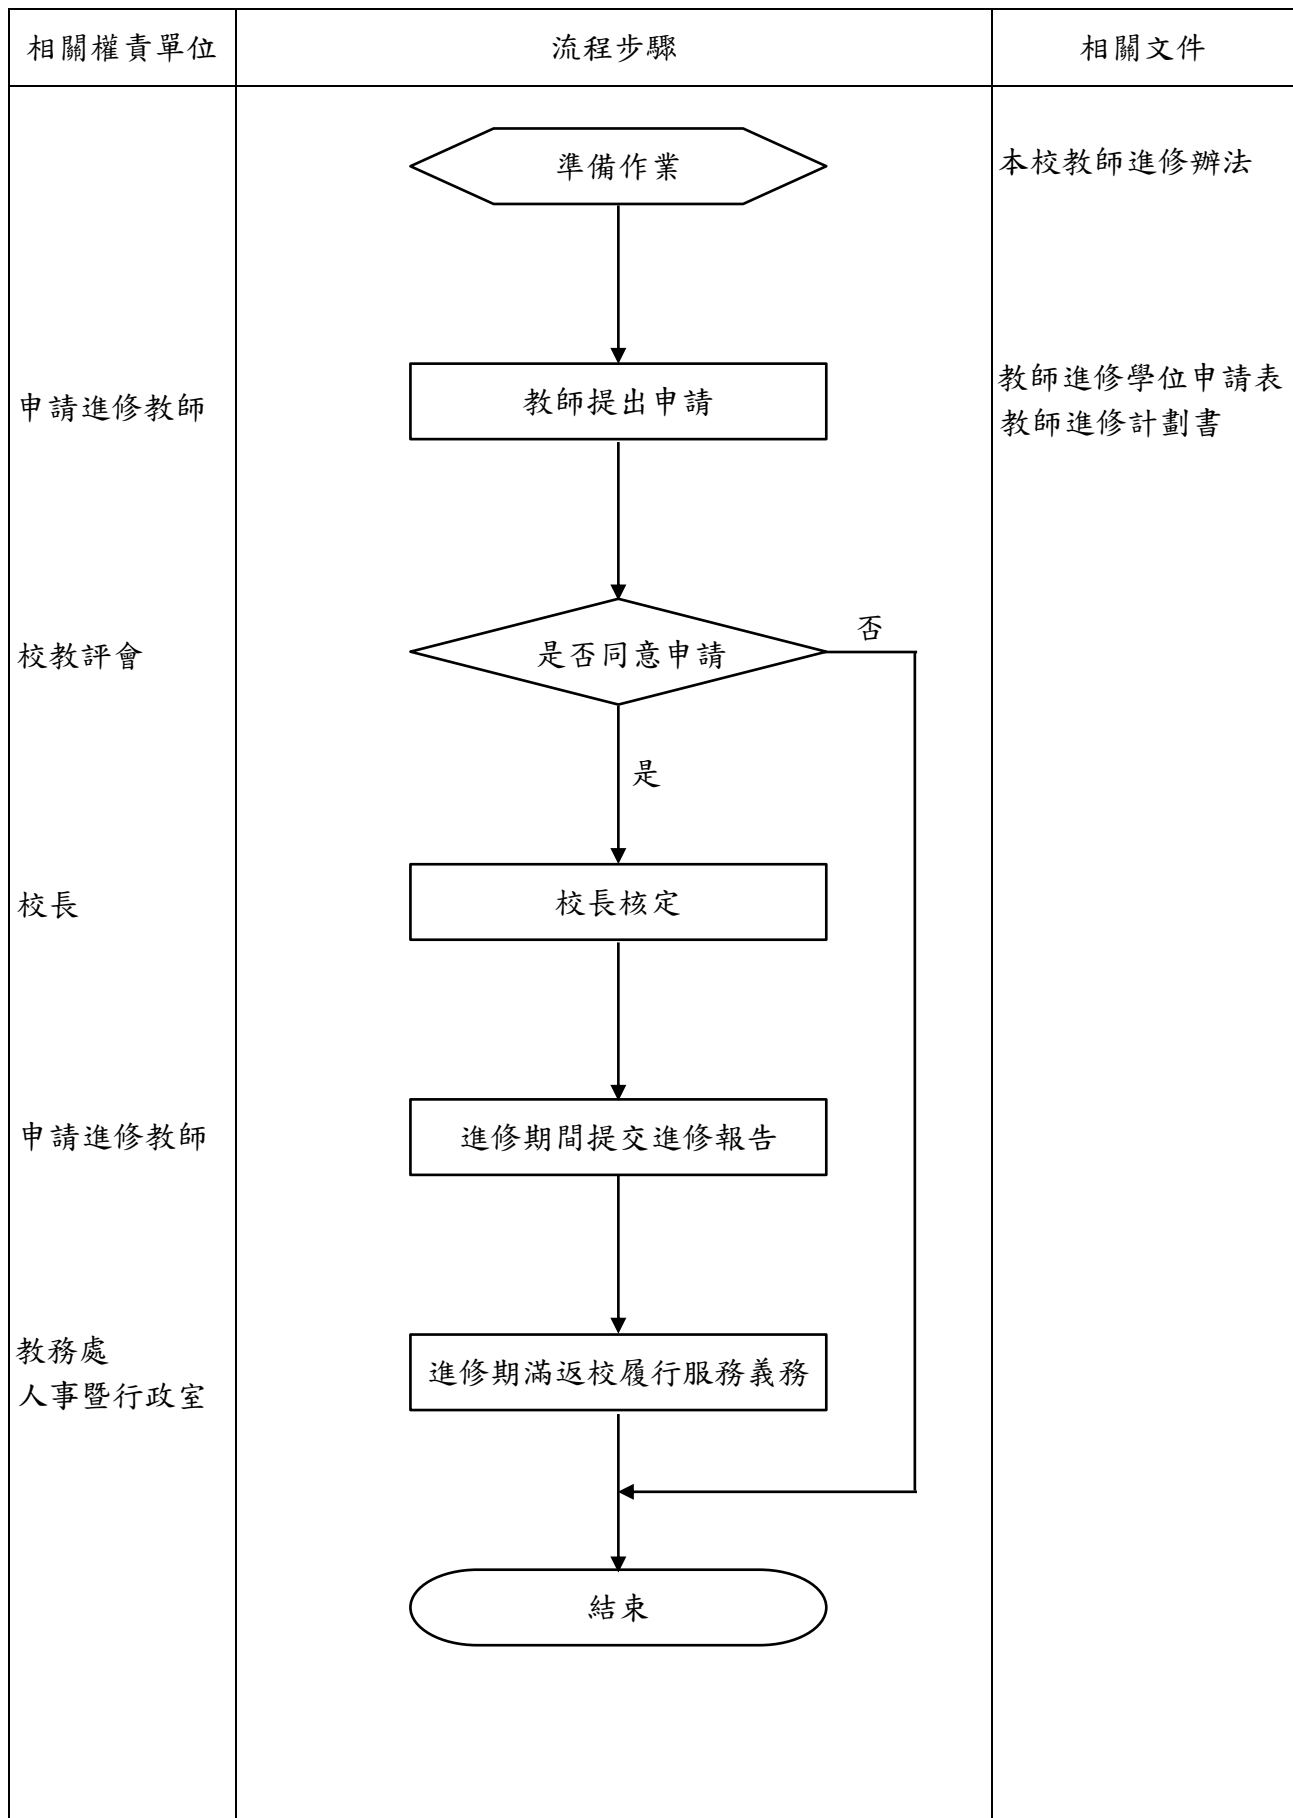 相關權責單位
流程步驟
相關文件
準備作業
本校教師進修辦法
申請進修教師
教師提出申請
教師進修學位申請表
教師進修計劃書
校教評會
是否同意申請
否
是
校長
校長核定
申請進修教師
進修期間提交進修報告
教務處
人事暨行政室
進修期滿返校履行服務義務
結束